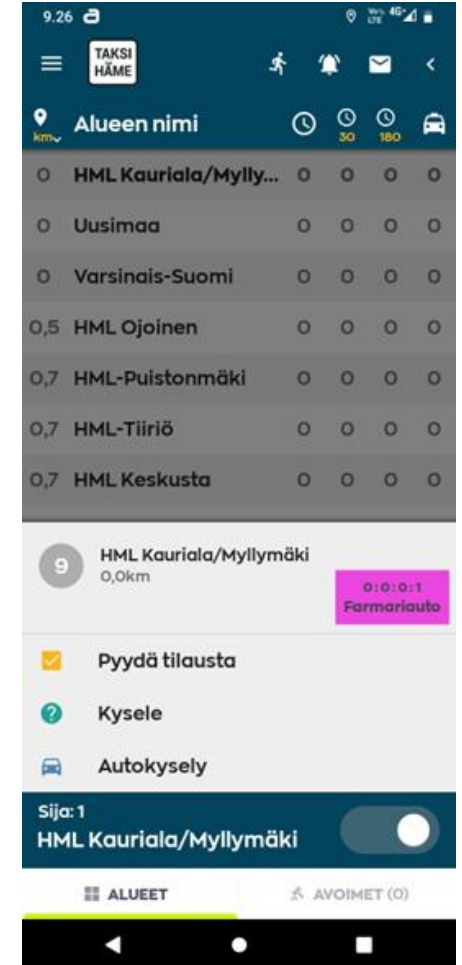 9.26
VoLTE 4G+
TAKSI
HÄME
km Alueen nimi 30 180
0 HML Kauriala/Mylly... 0 0 0 0
0 Uusimaa 0 0 0 0
0 Varsinais-Suomi 0 0 0 0
0,5 HML Ojoinen 0 0 0 0
0,7 HML-Puistonmäki 0 0 0 0
0,7 HML-Tiiriö 0 0 0 0
0,7 HML Keskusta 0 0 0 0
9 HML Kauriala/Myllymäki
0,0km
0:0:0:1
Farmariauto
Pyydä tilausta
Kysele
Autokysely
Sija: 1
HML Kauriala/Myllymäki
ALUEET AVOIMET (0)